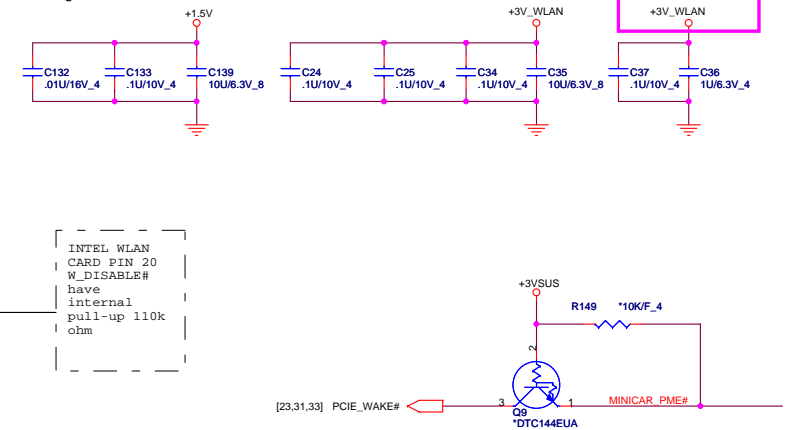 +1.5V
+3V_WLAN
+3V_WLAN
C132
.01U/16V_4
C133
.1U/10V_4
C139
10U/6.3V_8
C24
.1U/10V_4
C25
.1U/10V_4
C34
.1U/10V_4
C35
10U/6.3V_8
C37
.1U/10V_4
C36
1U/6.3V_4
INTEL WLAN
CARD PIN 20
W_DISABLE#
have
internal
pull-up 110k
ohm
+3VSUS
R149 *10K/F_4
2
[23,31,33] PCIE_WAKE#
3
1
MINICAR_PME#
Q9
*DTC144EUA